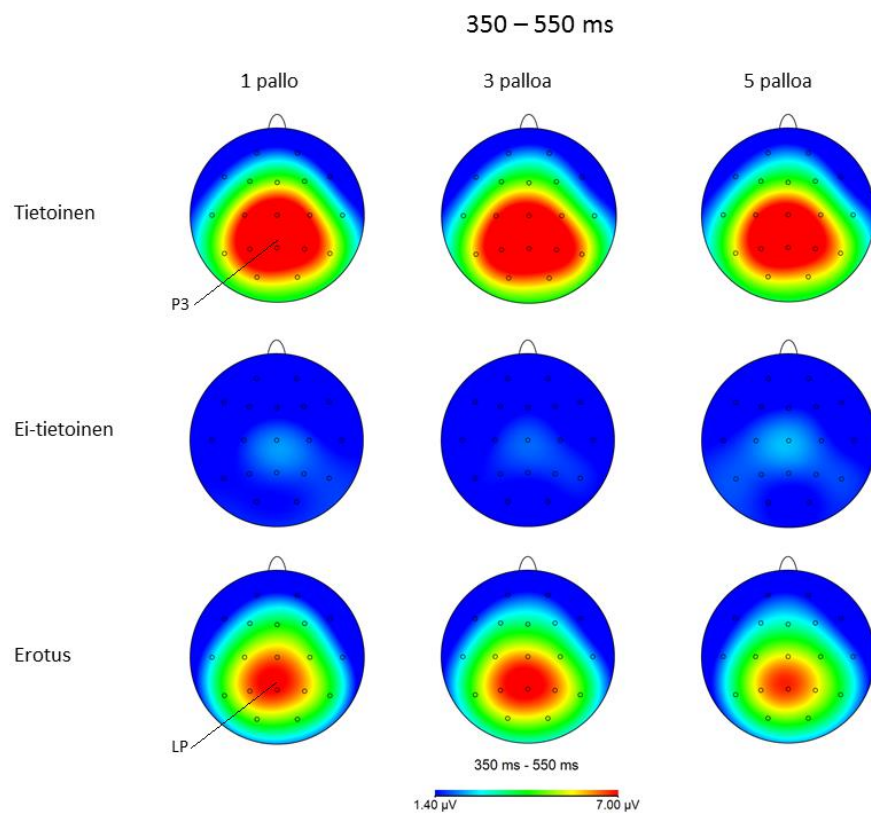 350 – 550 ms
1 pallo
3 palloa
5 palloa
Tietoinen
P3
Ei-tietoinen
Erotus
LP
350 ms - 550 ms
1.40 µV
7.00 µV